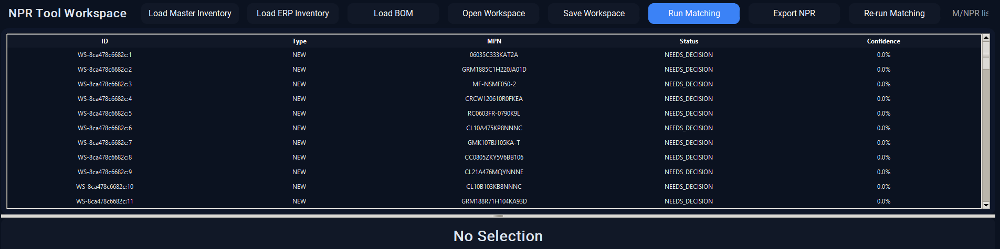 NPR Tool Workspace Load Master Inventory Load ERP Inventory Load BOM Open Workspace Save Workspace Run Matching Export NPR Re-run Matching M/NPR lis
ID Type MPN Status Confidence
WS-8ca478c6682c:1 NEW 06035C333KAT2A NEEDS_DECISION 0.0%
WS-8ca478c6682c:2 NEW GRM1885C1H220JA01D NEEDS_DECISION 0.0%
WS-8ca478c6682c:3 NEW MF-NSMF050-2 NEEDS_DECISION 0.0%
WS-8ca478c6682c:4 NEW CRCW120610R0FKEA NEEDS_DECISION 0.0%
WS-8ca478c6682c:5 NEW RC0603FR-0790K9L NEEDS_DECISION 0.0%
WS-8ca478c6682c:6 NEW CL10A475KP8NNNC NEEDS_DECISION 0.0%
WS-8ca478c6682c:7 NEW GMK107BJ105KA-T NEEDS_DECISION 0.0%
WS-8ca478c6682c:8 NEW CC0805ZKY5V6BB106 NEEDS_DECISION 0.0%
WS-8ca478c6682c:9 NEW CL21A476MQYNNNE NEEDS_DECISION 0.0%
WS-8ca478c6682c:10 NEW CL10B103KB8NNNC NEEDS_DECISION 0.0%
WS-8ca478c6682c:11 NEW GRM188R71H104KA93D NEEDS_DECISION 0.0%
No Selection